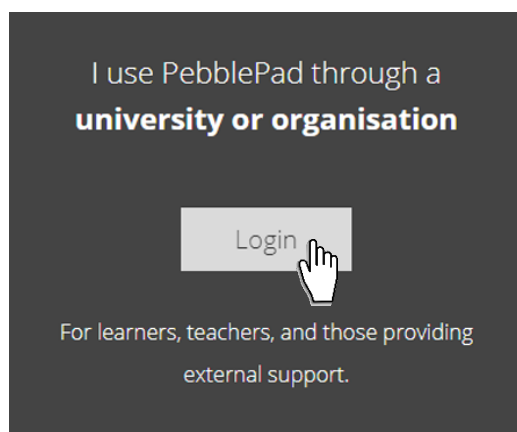 I use PebblePad through a
university or organisation
Login
For learners, teachers, and those providing
external support.